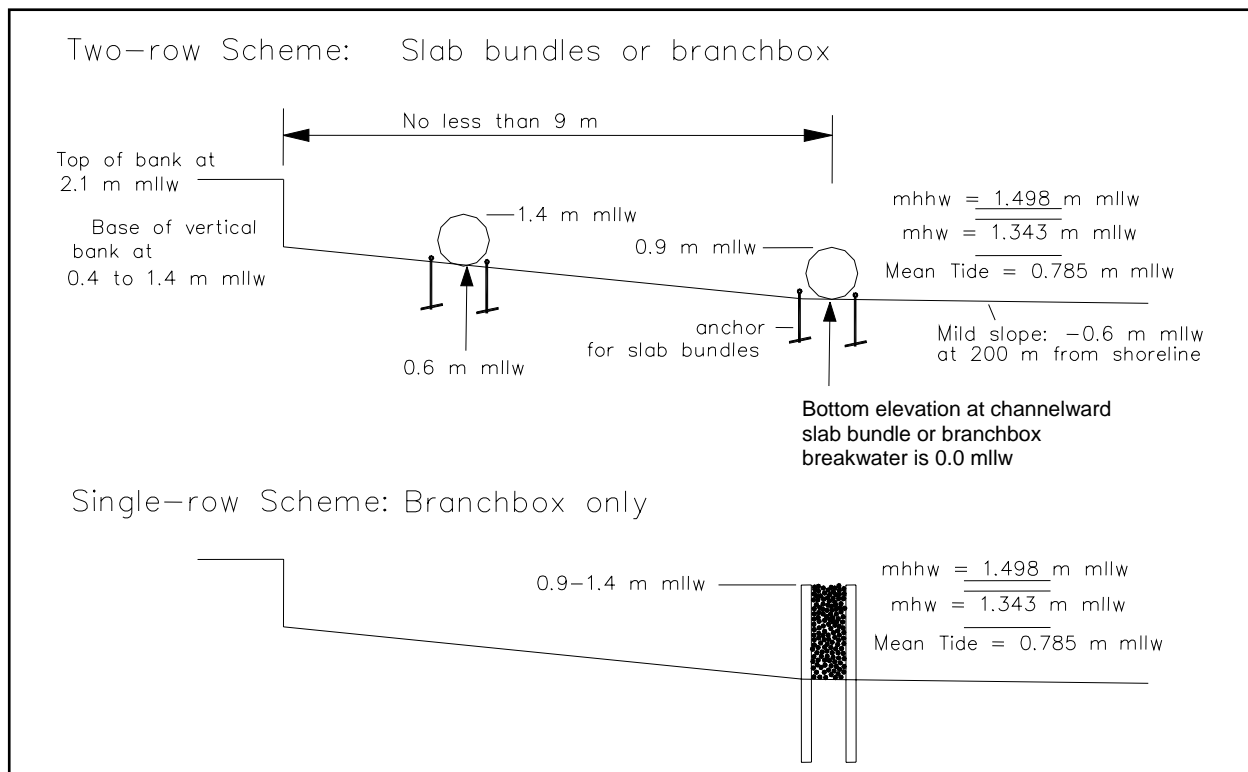 Two-row Scheme: Slab bundles or branchbox
No less than 9 m
Top of bank at
2.1 m mllw
Base of vertical
bank at
0.4 to 1.4 m mllw
1.4 m mllw
0.6 m mllw
0.9 m mllw
anchor
for slab bundles
mhhw = 1.498 m mllw
mhw = 1.343 m mllw
Mean Tide = 0.785 m mllw
Mild slope: -0.6 m mllw
at 200 m from shoreline
Bottom elevation at channelward
slab bundle or branchbox
breakwater is 0.0 mllw
Single-row Scheme: Branchbox only
0.9-1.4 m mllw
mhhw = 1.498 m mllw
mhw = 1.343 m mllw
Mean Tide = 0.785 m mllw